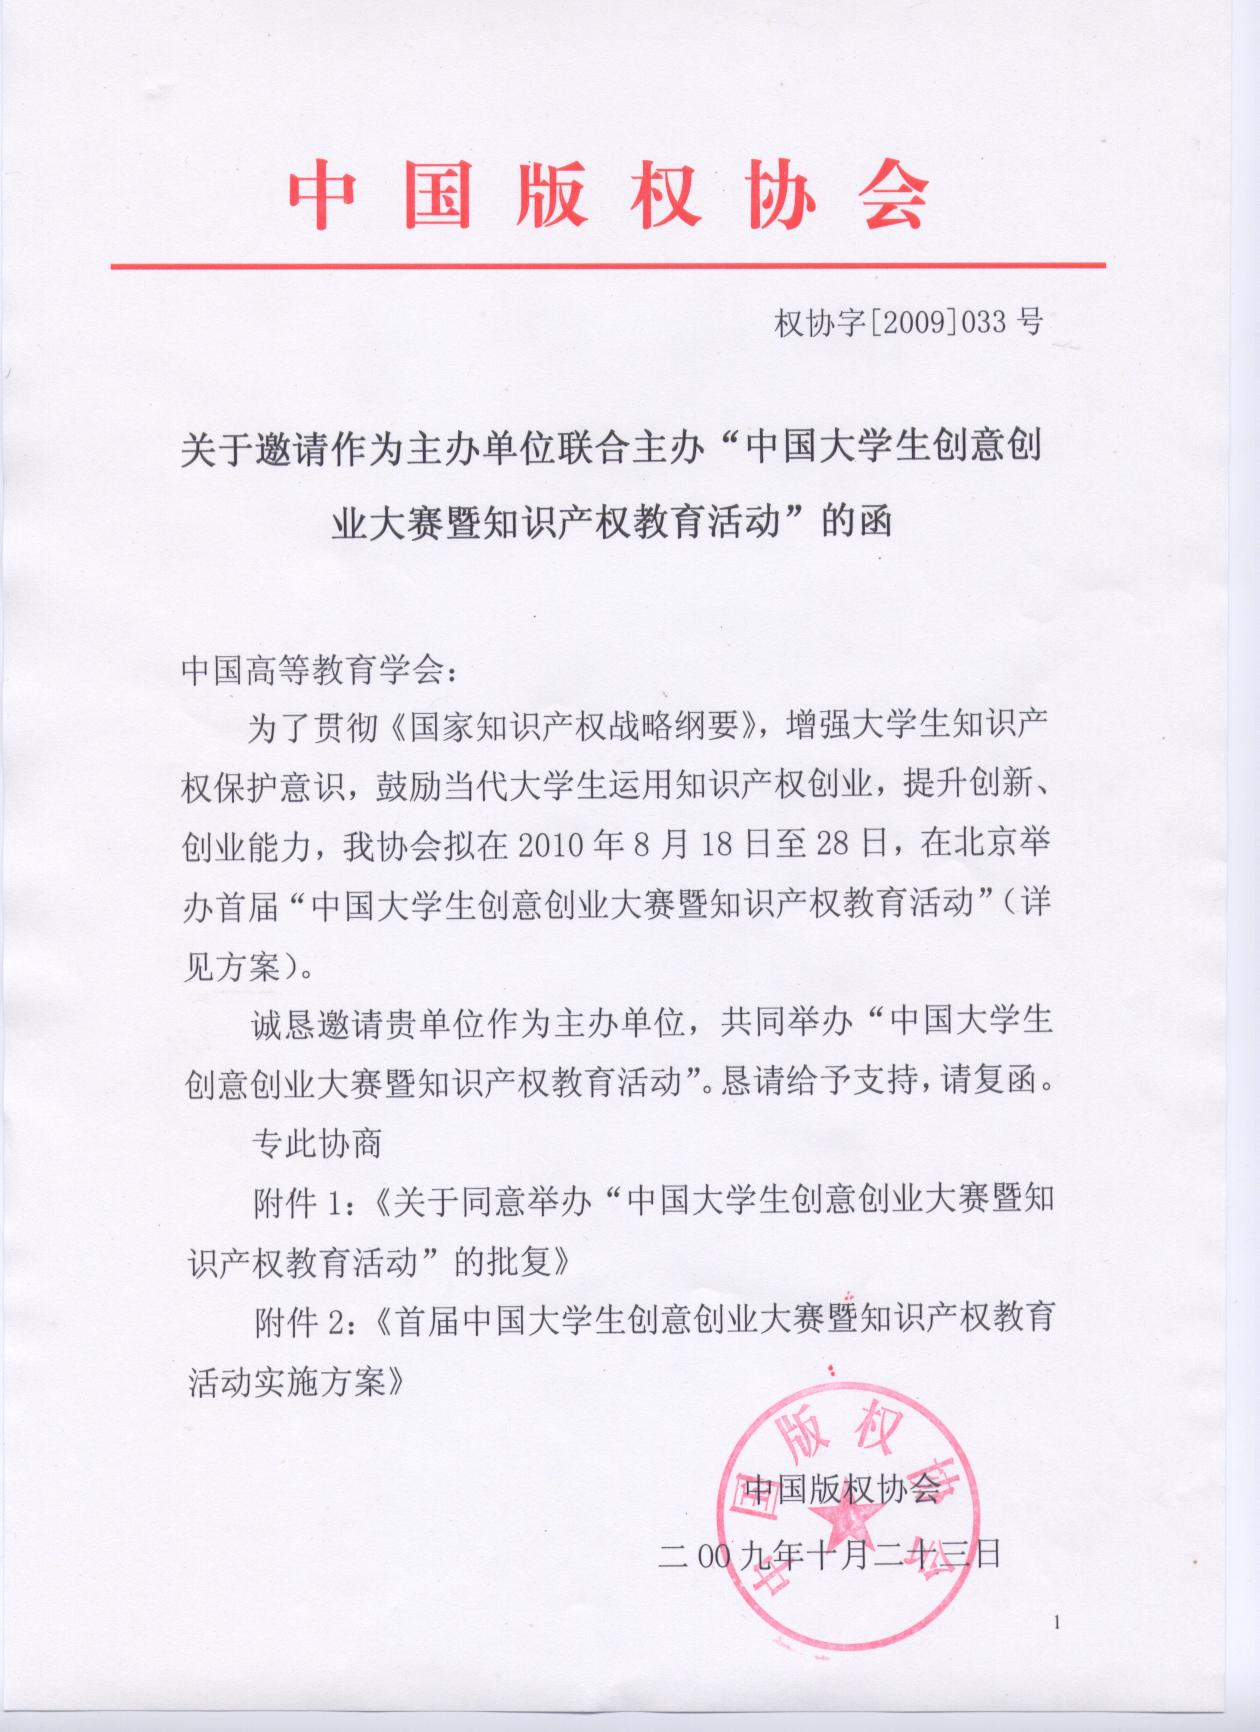 中国版权协会
权协字[2009]033 号
关于邀请作为主办单位联合主办“中国大学生创意创
业大赛暨知识产权教育活动”的函
中国高等教育学会：
为了贯彻《国家知识产权战略纲要》，增强大学生知识产
权保护意识，鼓励当代大学生运用知识产权创业，提升创新、
创业能力，我协会拟在 2010 年 8 月 18 日至 28 日，在北京举
办首届“中国大学生创意创业大赛暨知识产权教育活动”（详
见方案）。
诚恳邀请贵单位作为主办单位，共同举办“中国大学生
创意创业大赛暨知识产权教育活动”。恳请给予支持，请复函。
专此协商
附件 1：《关于同意举办“中国大学生创意创业大赛暨知
识产权教育活动”的批复》
附件 2：《首届中国大学生创意创业大赛暨知识产权教育
活动实施方案》
中国版权协会
二 00 九年十月二十三日
中国版权协会
1